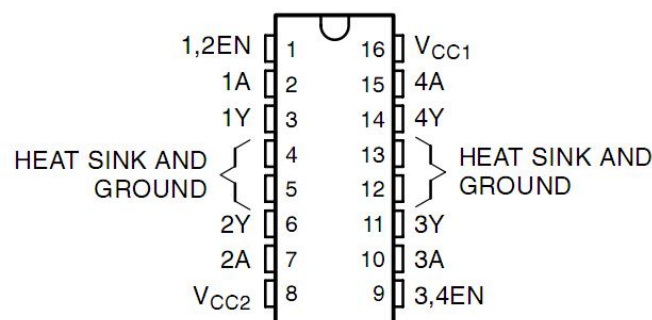 1,2EN 1 16 VCC1
1A 2 15 4A
1Y 3 14 4Y
HEAT SINK AND GROUND 4 13 HEAT SINK AND GROUND
5 12
2Y 6 11 3Y
2A 7 10 3A
VCC2 8 9 3,4EN